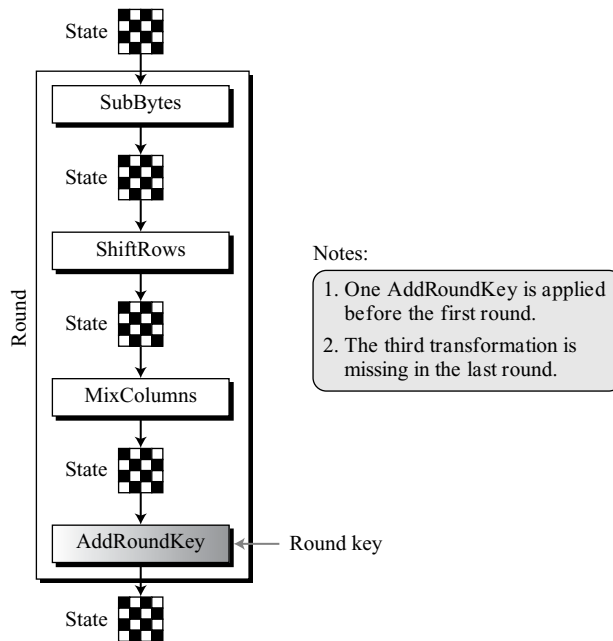 State
SubBytes
State
ShiftRows
State
MixColumns
State
AddRoundKey
Round key
State
Round
Notes:
1. One AddRoundKey is applied
before the first round.
2. The third transformation is
missing in the last round.